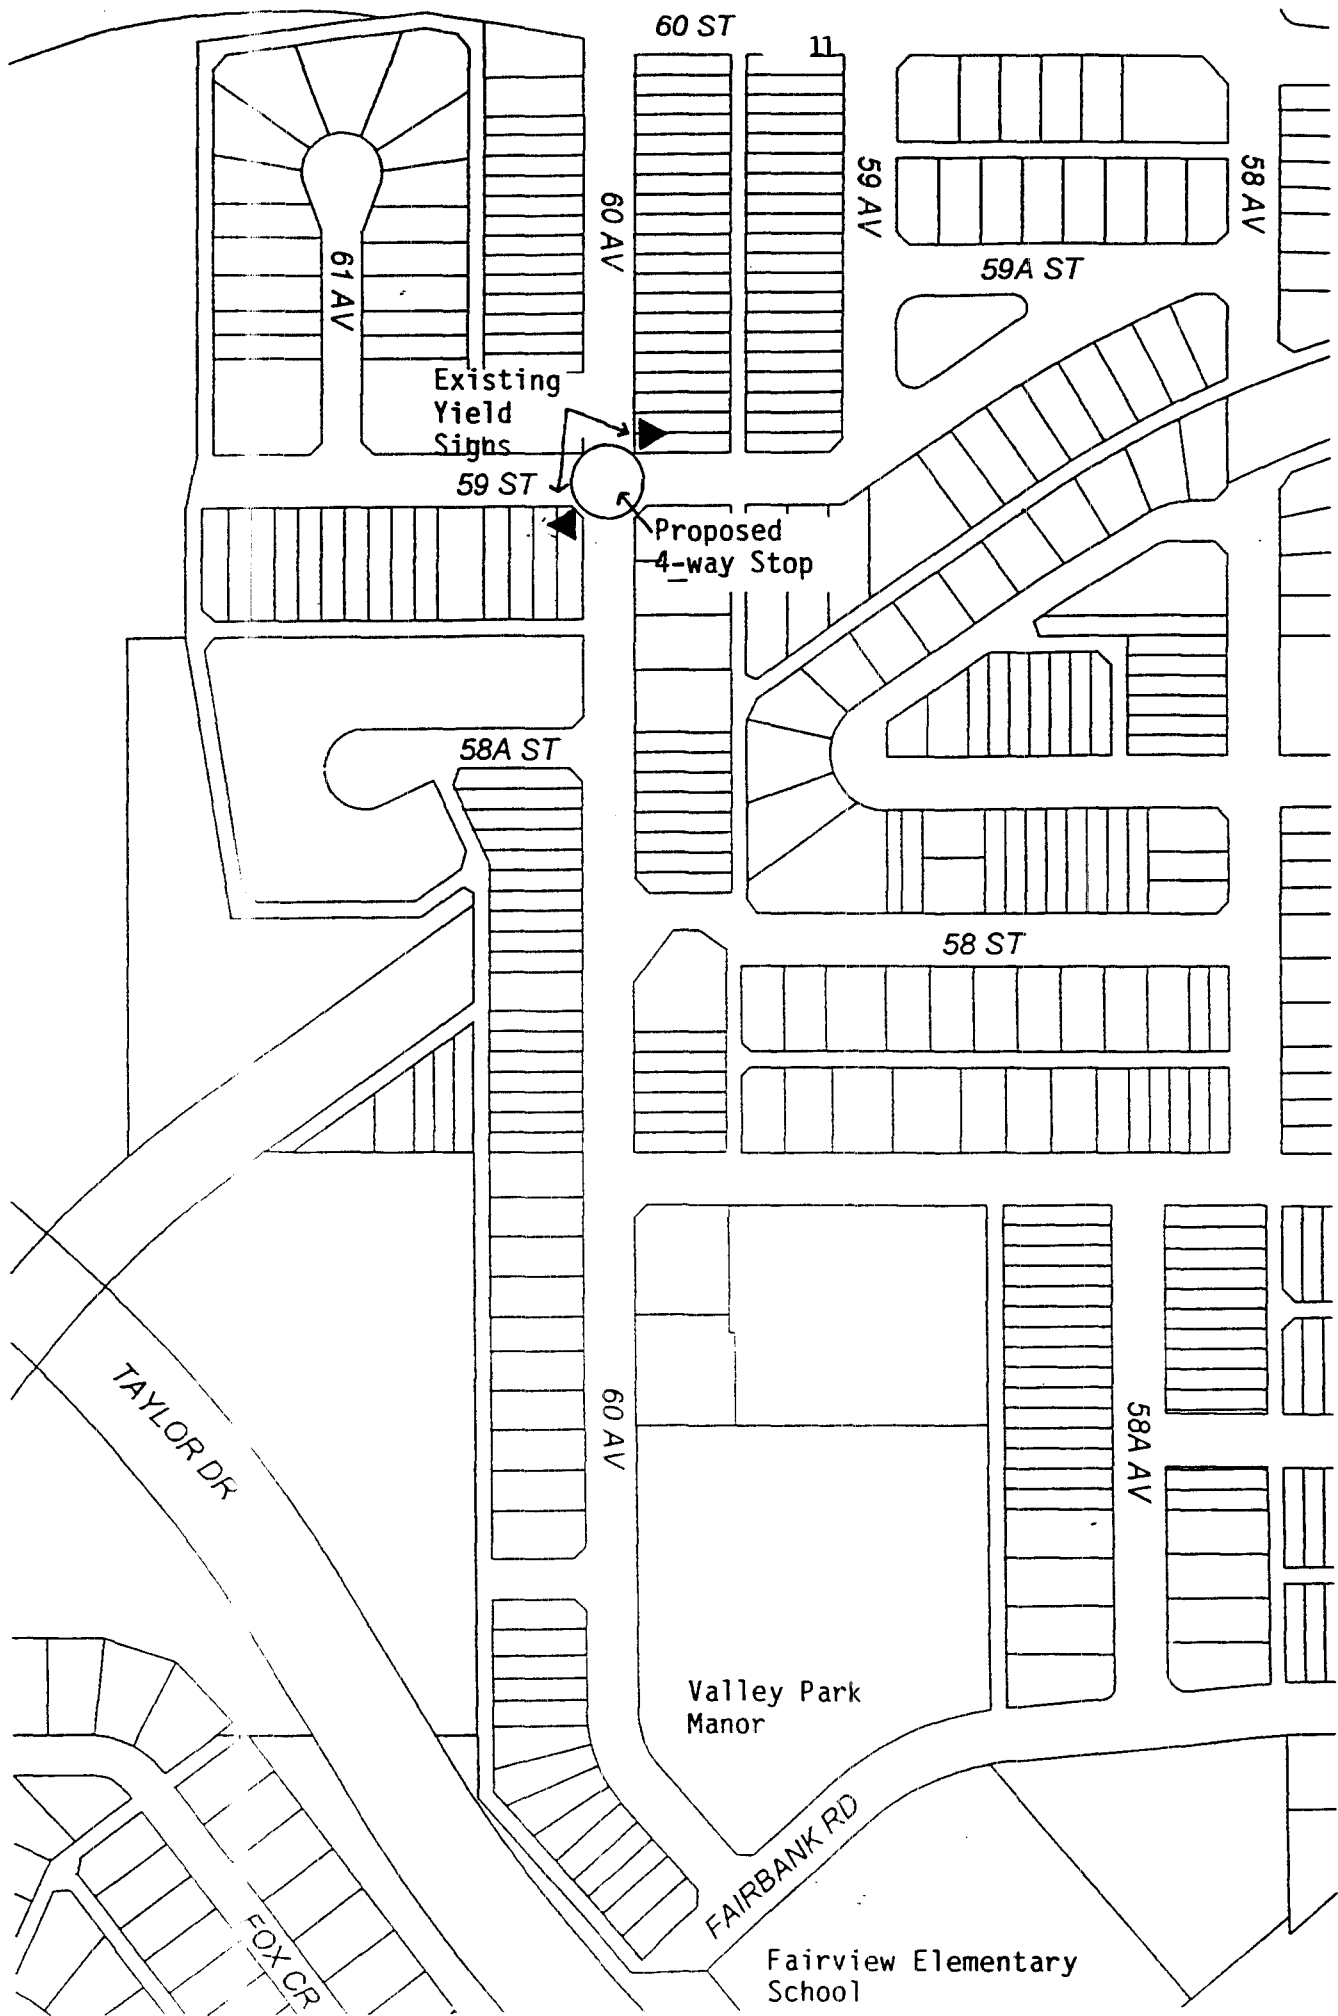 60 ST
11
59 AV
58 AV
60 AV
61 AV
59A ST
Existing
Yield
Signs
59 ST
Proposed
4-way Stop
58A ST
58 ST
TAYLOR DR
60 AV
58A AV
Valley Park
Manor
FAIRBANK RD
FOX CR
Fairview Elementary
School